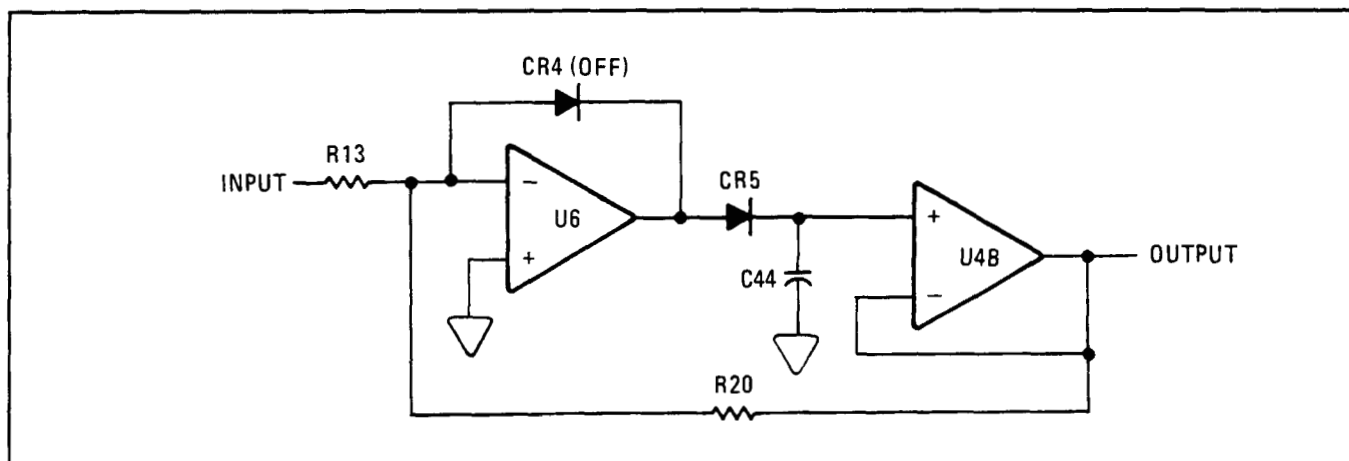 CR4 (OFF)
R13
INPUT
−
U6
+
CR5
C44
+
U4B
−
OUTPUT
R20